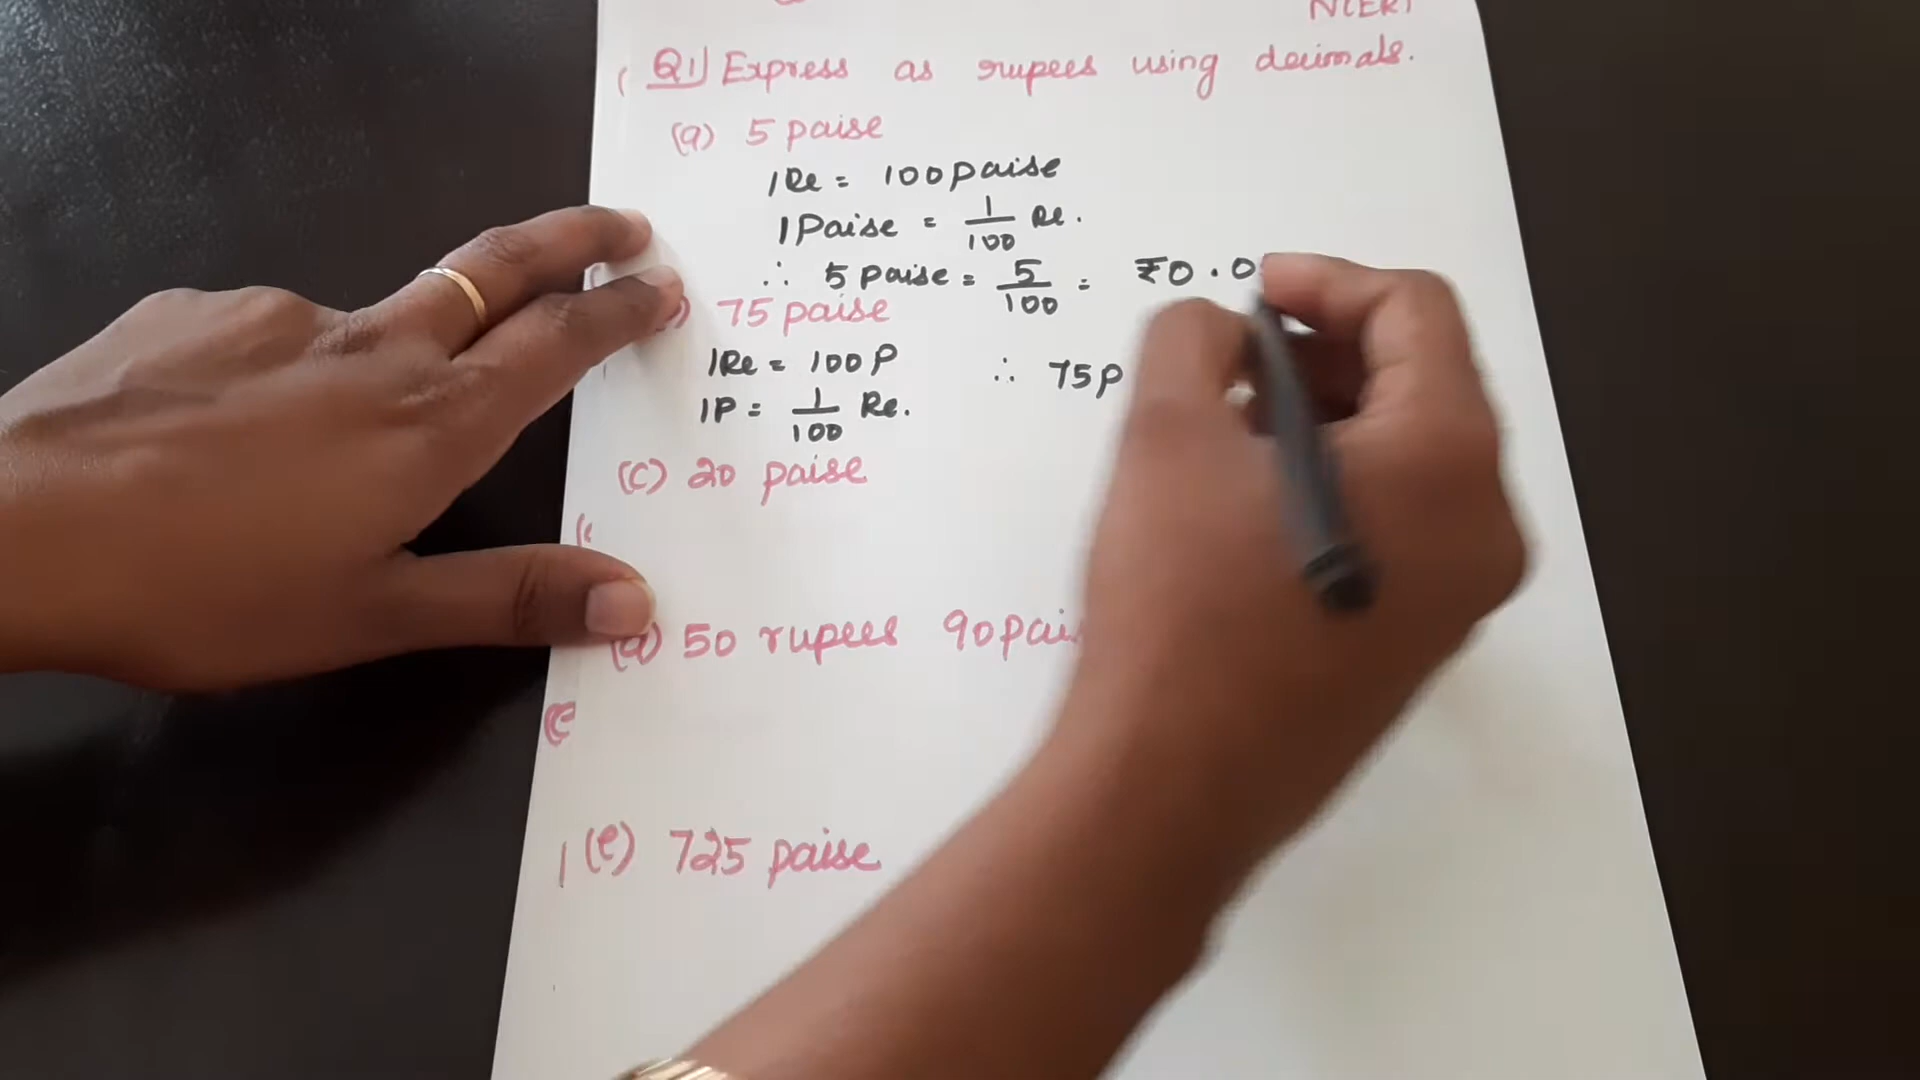 NCERT
Q1) Express as rupees using decimals.
(a) 5 paise
1Re = 100 paise
1 Paise = 1/100 Re.
∴ 5 paise = 5/100 = ₹0.0
75 paise
1Re = 100 P
∴ 75 P
1P = 1/100 Re.
(c) 20 paise
(d) 50 rupees 90 pai
(e) 725 paise